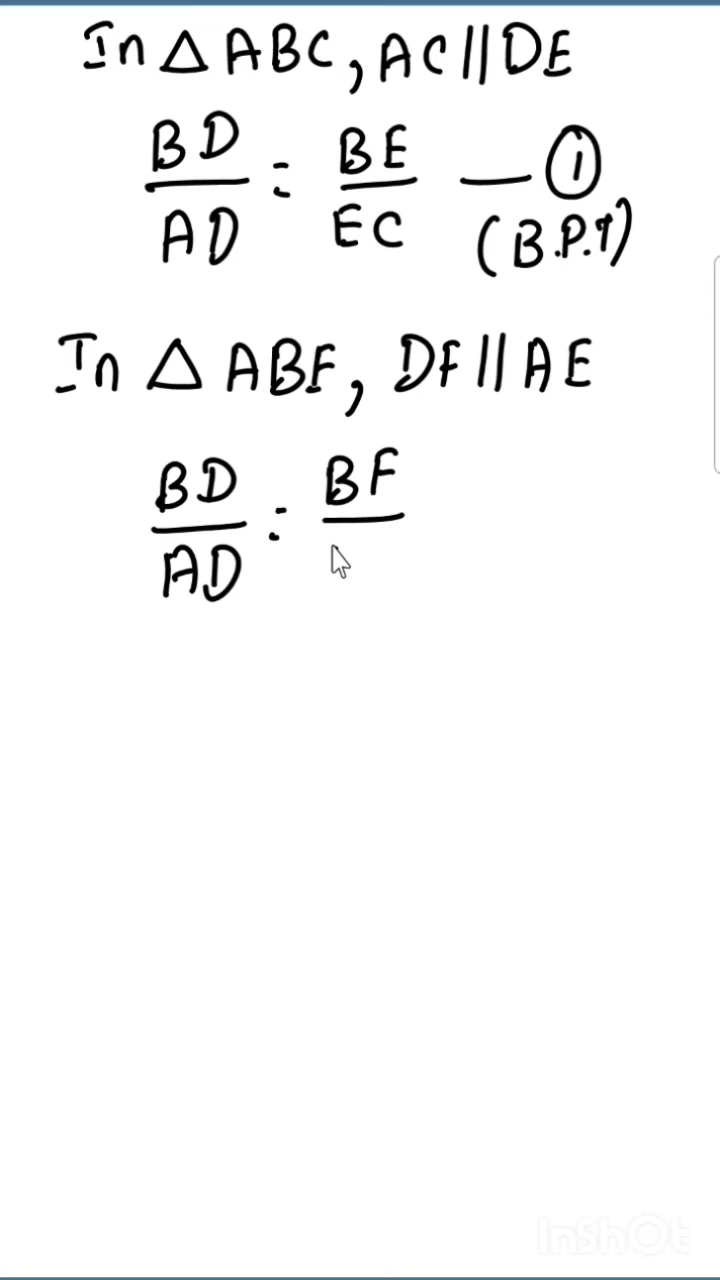 In △ ABC, AC || DE
BD/AD = BE/EC — ①
(B.P.T)
In △ ABF, DF || AE
BD/AD = BF/
InShOt